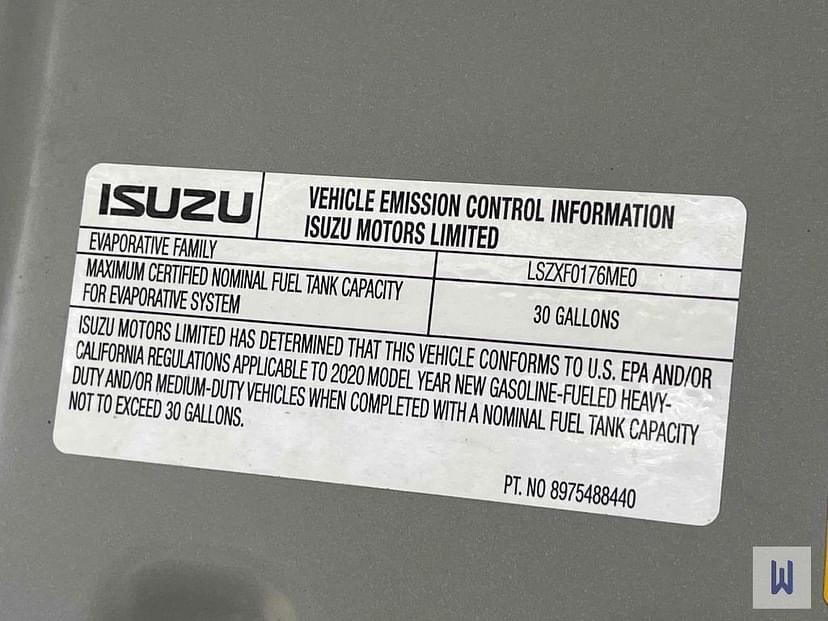 ISUZU
VEHICLE EMISSION CONTROL INFORMATION
ISUZU MOTORS LIMITED
EVAPORATIVE FAMILY
LSZXF0176ME0
MAXIMUM CERTIFIED NOMINAL FUEL TANK CAPACITY
FOR EVAPORATIVE SYSTEM
30 GALLONS
ISUZU MOTORS LIMITED HAS DETERMINED THAT THIS VEHICLE CONFORMS TO U.S. EPA AND/OR
CALIFORNIA REGULATIONS APPLICABLE TO 2020 MODEL YEAR NEW GASOLINE-FUELED HEAVY-
DUTY AND/OR MEDIUM-DUTY VEHICLES WHEN COMPLETED WITH A NOMINAL FUEL TANK CAPACITY
NOT TO EXCEED 30 GALLONS.
PT. NO 8975488440
W